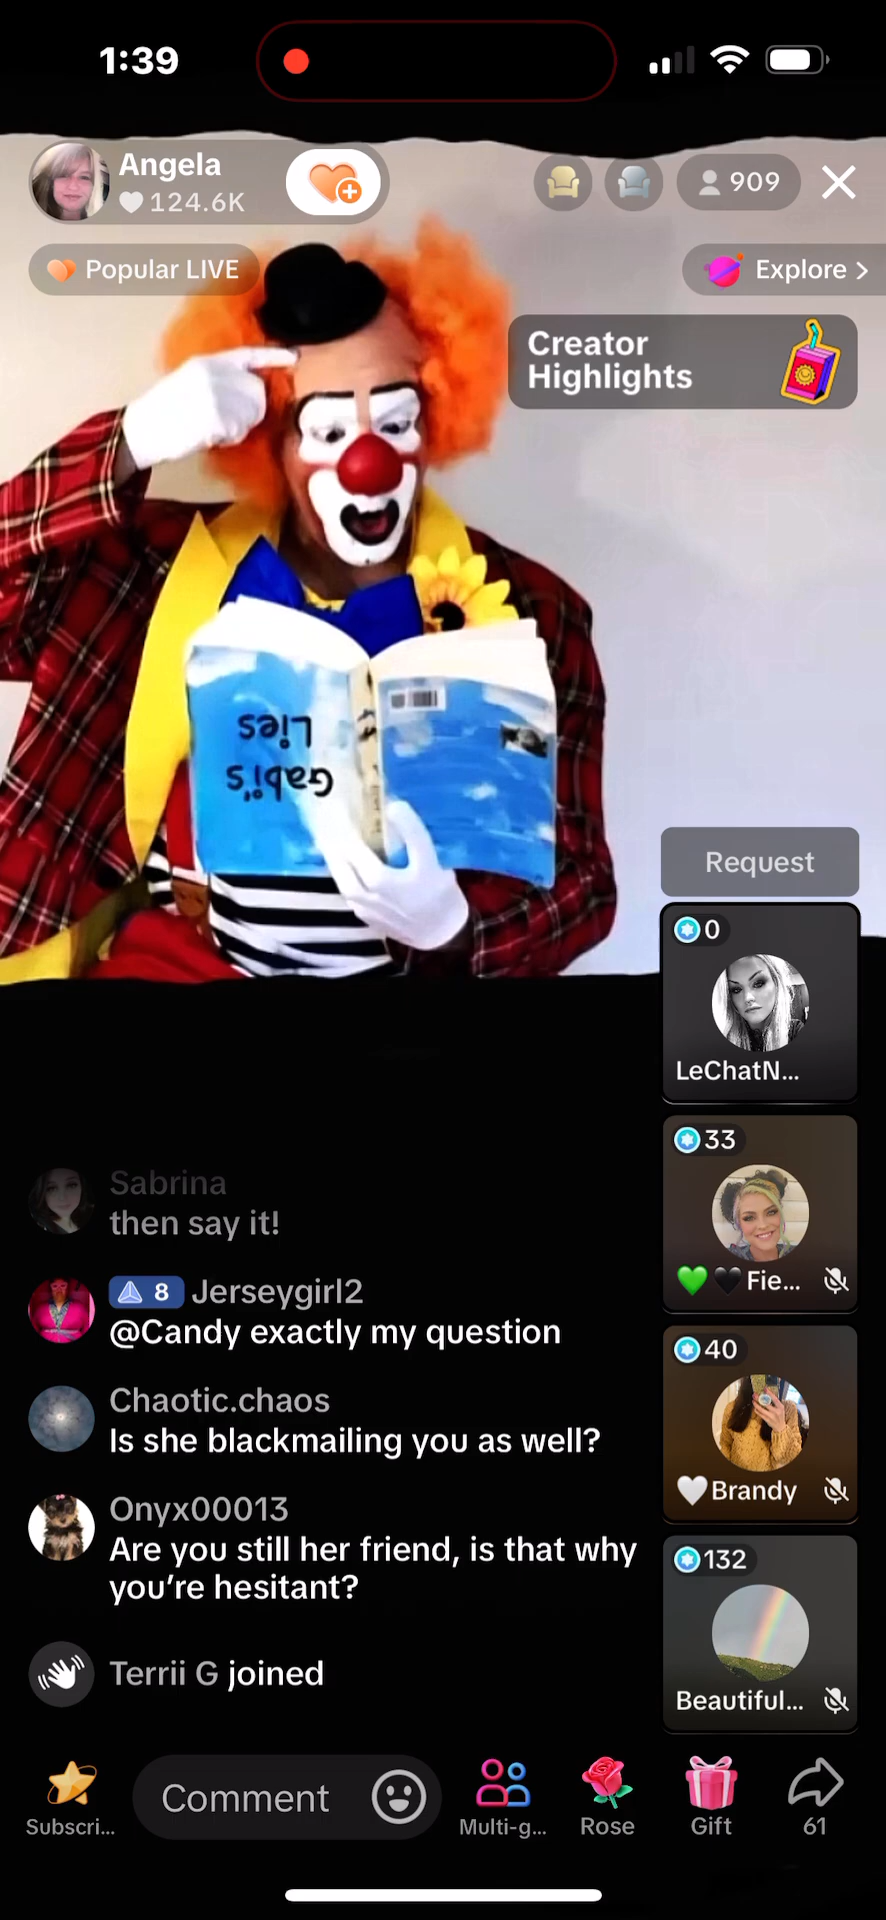 1:39
Angela
124.6K
909
Popular LIVE
Explore >
Creator
Highlights
Gabi's
Lies
Request
0
LeChatN...
33
Fie...
40
Brandy
132
Beautiful...
Sabrina
then say it!
8 Jerseygirl2
@Candy exactly my question
Chaotic.chaos
Is she blackmailing you as well?
Onyx00013
Are you still her friend, is that why
you're hesitant?
Terrii G joined
Subscri...
Comment
Multi-g...
Rose
Gift
61